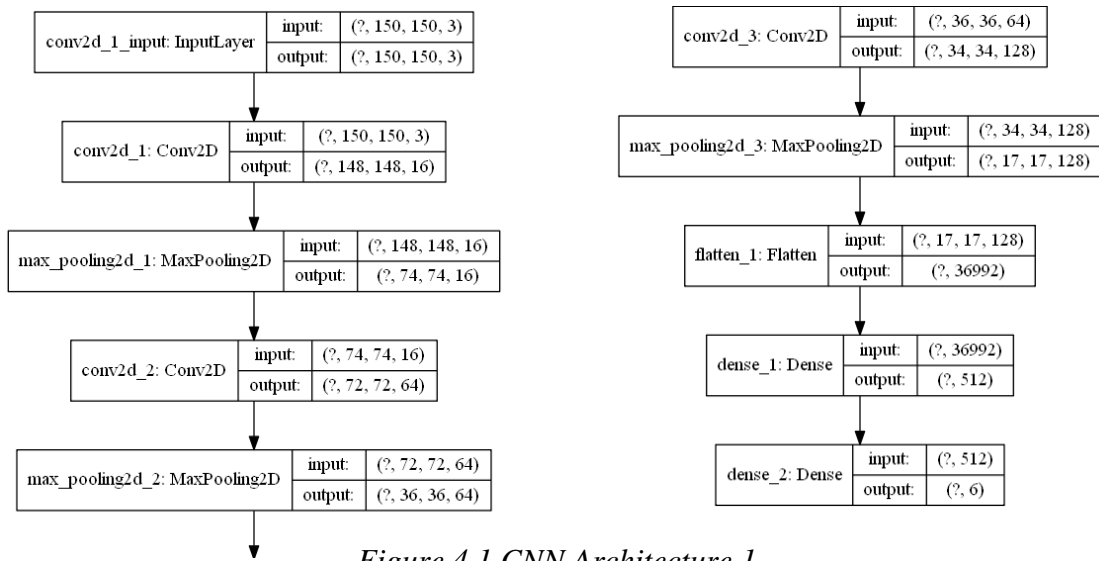 conv2d_1_input: InputLayer
input: (?, 150, 150, 3)
output: (?, 150, 150, 3)
conv2d_1: Conv2D
input: (?, 150, 150, 3)
output: (?, 148, 148, 16)
max_pooling2d_1: MaxPooling2D
input: (?, 148, 148, 16)
output: (?, 74, 74, 16)
conv2d_2: Conv2D
input: (?, 74, 74, 16)
output: (?, 72, 72, 64)
max_pooling2d_2: MaxPooling2D
input: (?, 72, 72, 64)
output: (?, 36, 36, 64)
conv2d_3: Conv2D
input: (?, 36, 36, 64)
output: (?, 34, 34, 128)
max_pooling2d_3: MaxPooling2D
input: (?, 34, 34, 128)
output: (?, 17, 17, 128)
flatten_1: Flatten
input: (?, 17, 17, 128)
output: (?, 36992)
dense_1: Dense
input: (?, 36992)
output: (?, 512)
dense_2: Dense
input: (?, 512)
output: (?, 6)
Figure 4.1 CNN Architecture 1